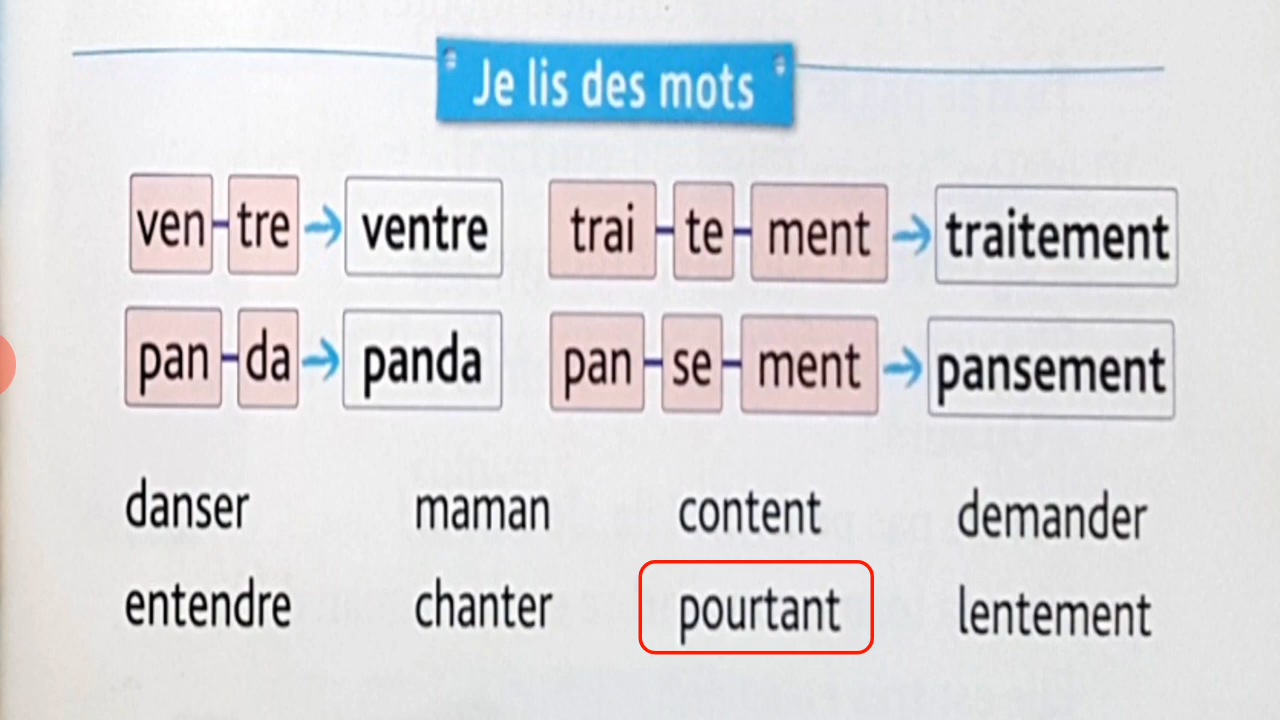 Je lis des mots
ven-tre → ventre trai-te-ment → traitement
pan-da → panda pan-se-ment → pansement
danser maman content demander
entendre chanter pourtant lentement